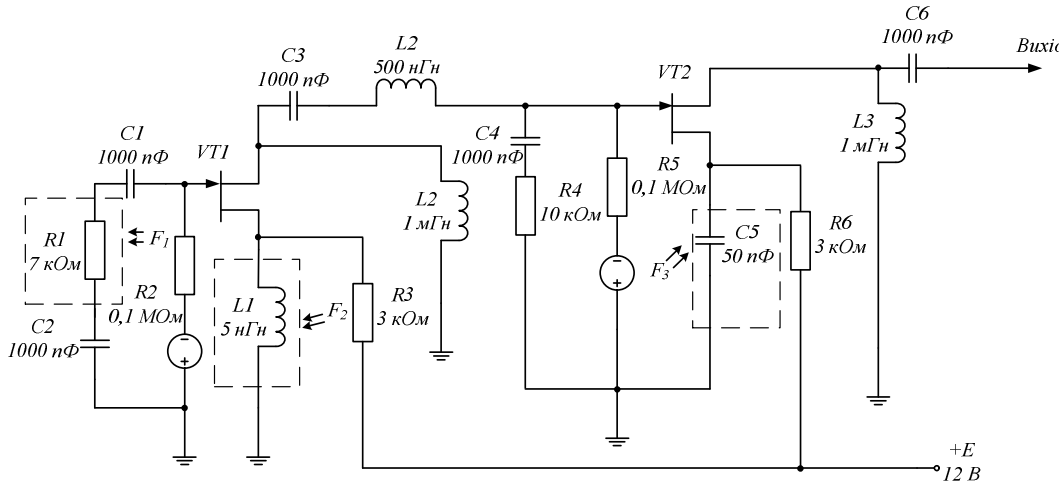 C6
1000 пФ
C3
1000 пФ
L2
500 нГн
VT2
C1
1000 пФ
VT1
C4
1000 пФ
L3
1 мГн
R5
0,1 МОм
R4
10 кОм
L2
1 мГн
R1
7 кОм
F1
R6
3 кОм
C5
50 пФ
F3
R2
0,1 МОм
L1
5 нГн
F2
R3
3 кОм
C2
1000 пФ
+E
12 В